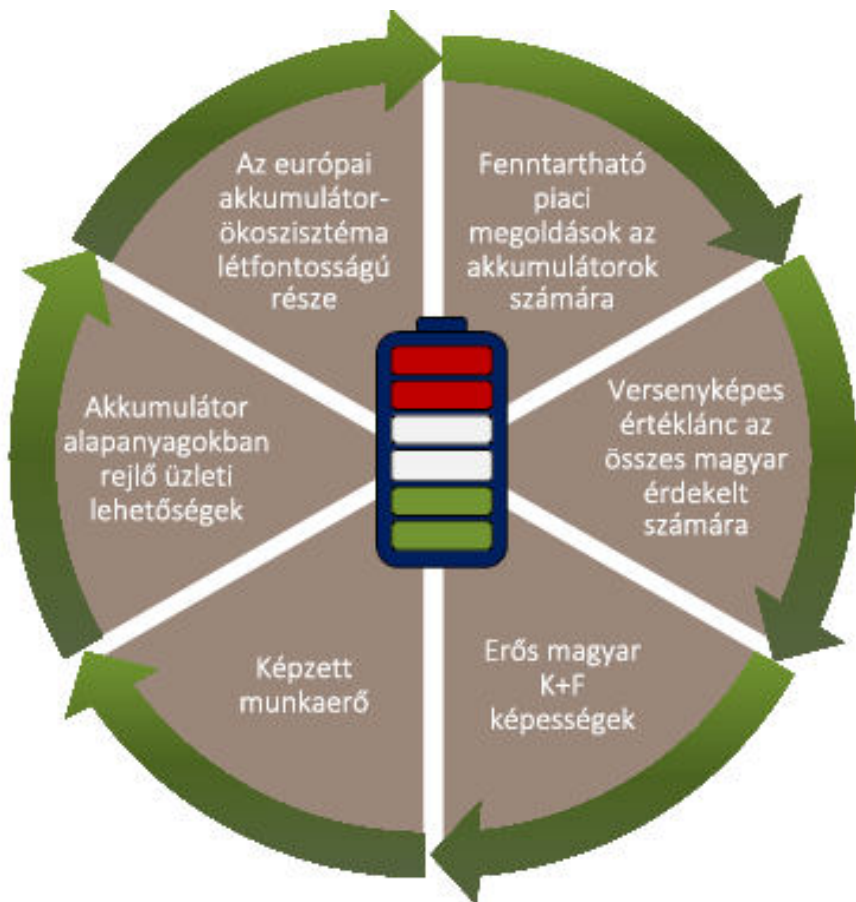 Az európai
akkumulátor-
ökoszisztéma
létfontosságú
része
Fenntartható
piaci
megoldások az
akkumulátorok
számára
Versenyképes
értéklánc az
összes magyar
érdekelt
számára
Erős magyar
K+F
képességek
Képzett
munkaerő
Akkumulátor
alapanyagokban
rejlő üzleti
lehetőségek